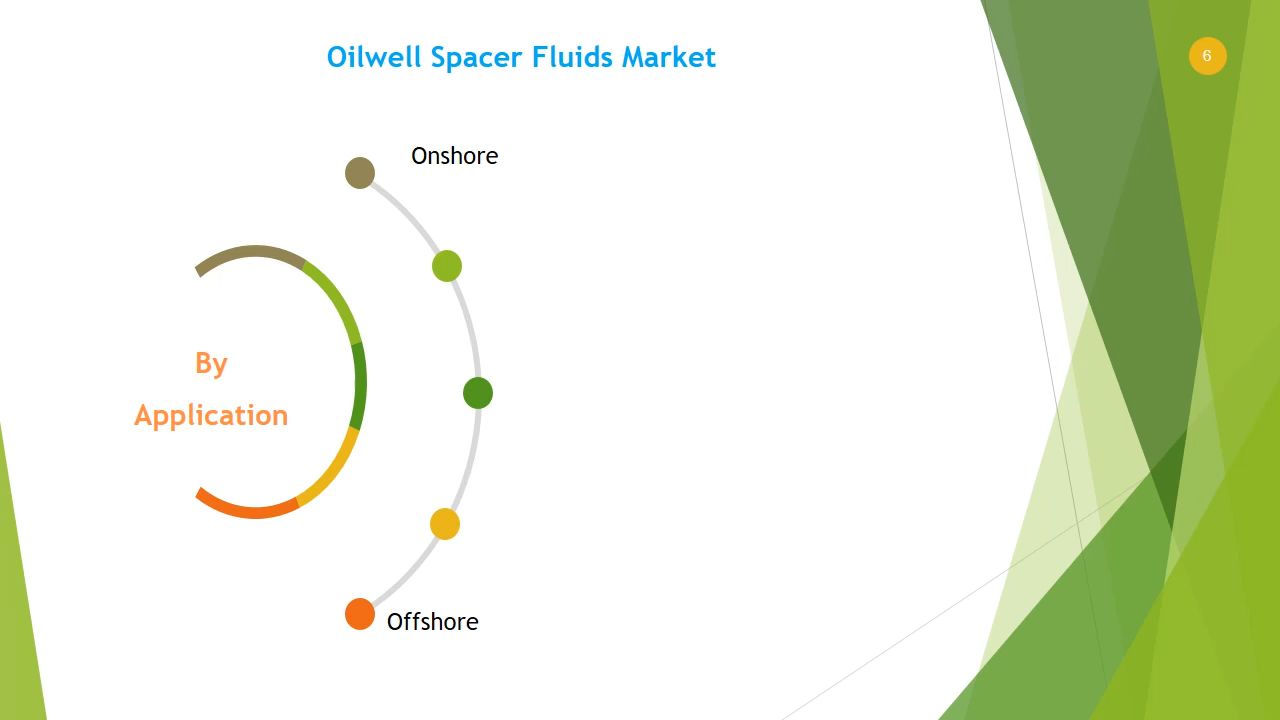 Oilwell Spacer Fluids Market
6
Onshore
By
Application
Offshore